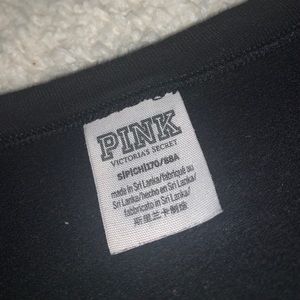 PINK
VICTORIA'S SECRET
S|P|CH|170/88A
made in Sri Lanka/fabriqué au
Sri Lanka/hecho en Sri Lanka/
fabbricato in Sri Lanka/
斯里兰卡制造